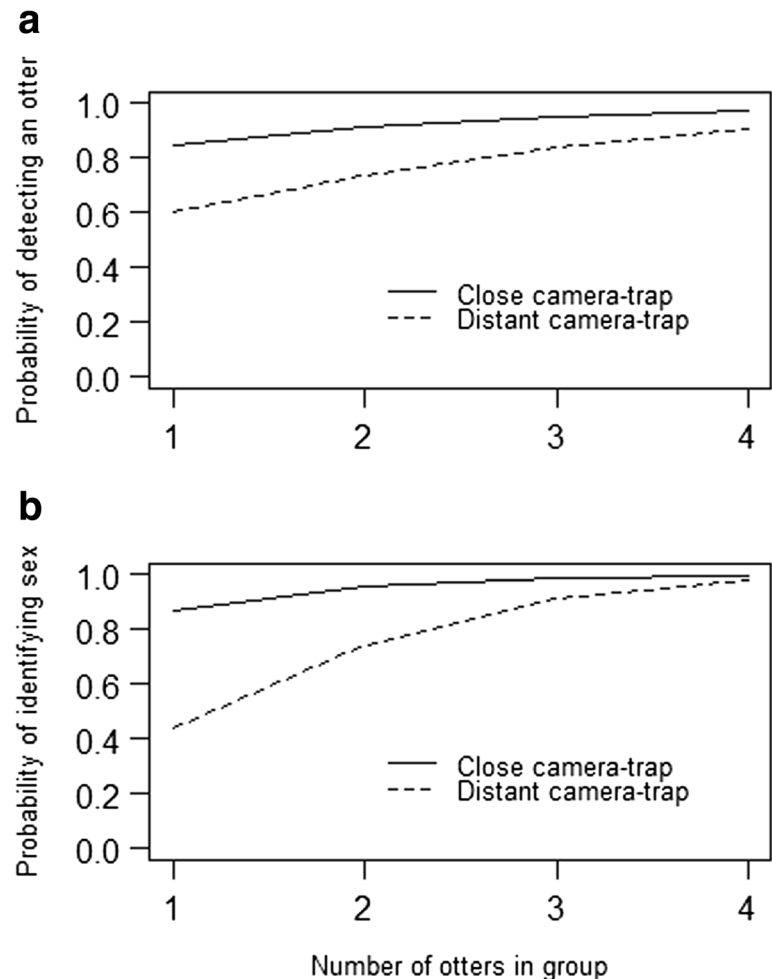 a
Probability of detecting an otter
1.0
0.8
0.6
0.4
0.2
0.0
Close camera-trap
Distant camera-trap
1 2 3 4
b
Probability of identifying sex
1.0
0.8
0.6
0.4
0.2
0.0
Close camera-trap
Distant camera-trap
1 2 3 4
Number of otters in group